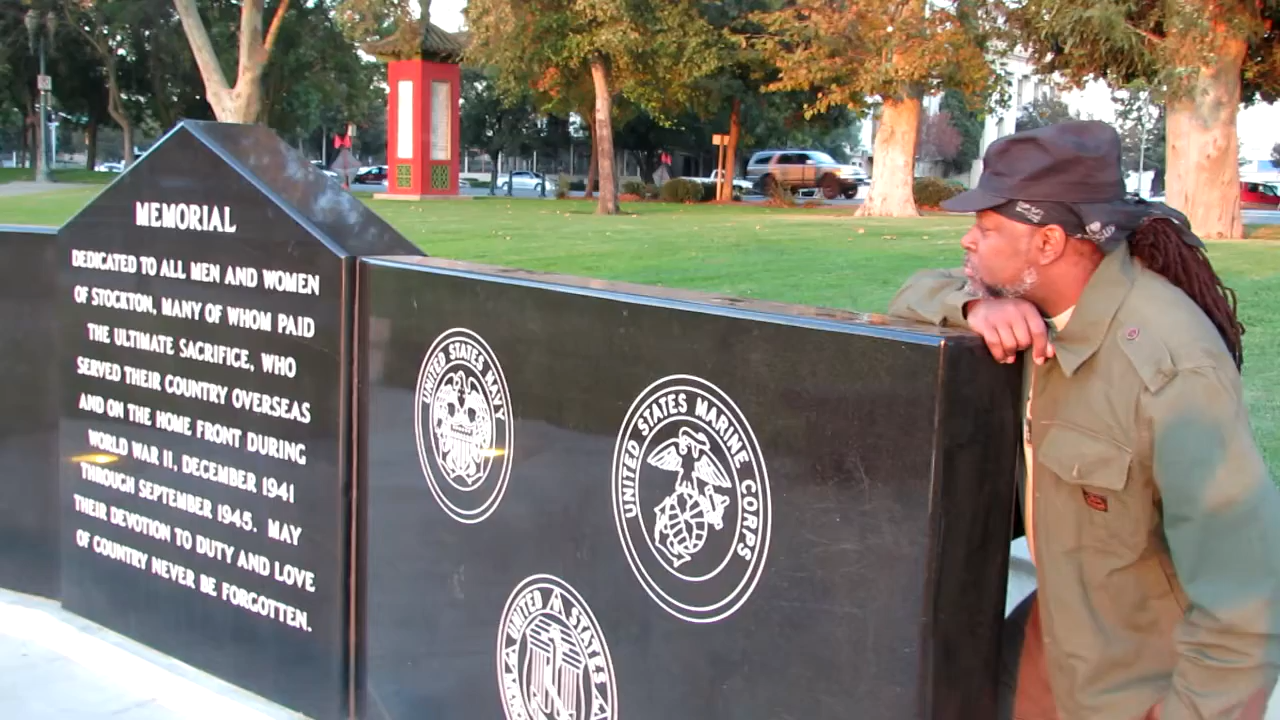 MEMORIAL
DEDICATED TO ALL MEN AND WOMEN
OF STOCKTON, MANY OF WHOM PAID
THE ULTIMATE SACRIFICE, WHO
SERVED THEIR COUNTRY OVERSEAS
AND ON THE HOME FRONT DURING
WORLD WAR II, DECEMBER 1941
THROUGH SEPTEMBER 1945. MAY
THEIR DEVOTION TO DUTY AND LOVE
OF COUNTRY NEVER BE FORGOTTEN.
UNITED STATES NAVY
UNITED STATES MARINE CORPS
UNITED STATES